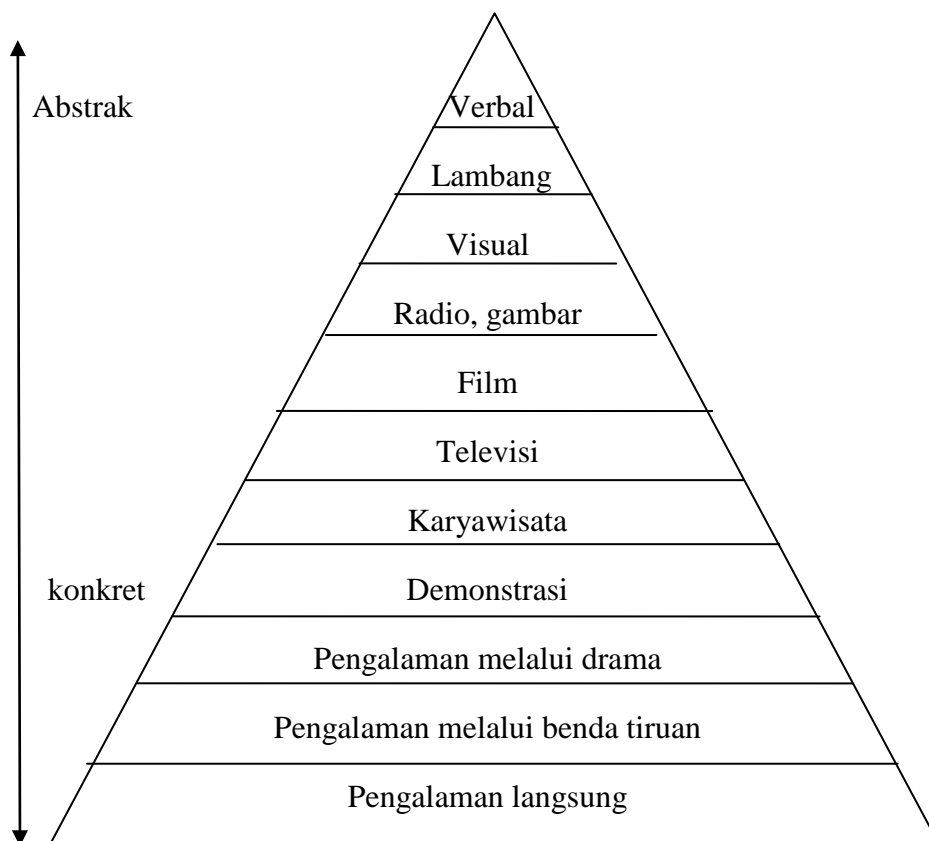 Abstrak
Verbal
Lambang
Visual
Radio, gambar
Film
Televisi
Karyawisata
konkret
Demonstrasi
Pengalaman melalui drama
Pengalaman melalui benda tiruan
Pengalaman langsung